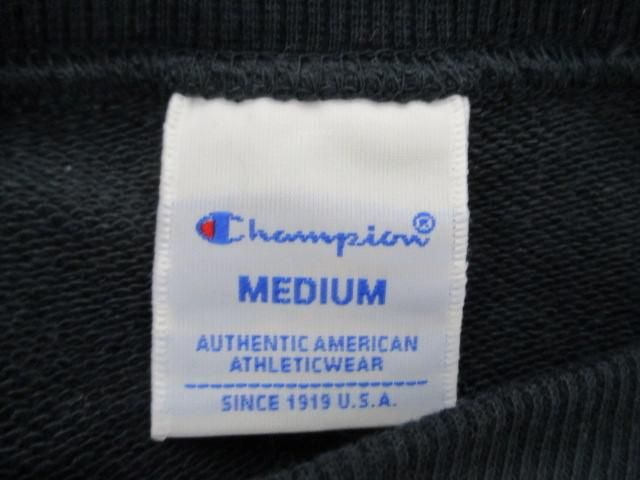 Champion®
MEDIUM
AUTHENTIC AMERICAN
ATHLETICWEAR
SINCE 1919 U.S.A.